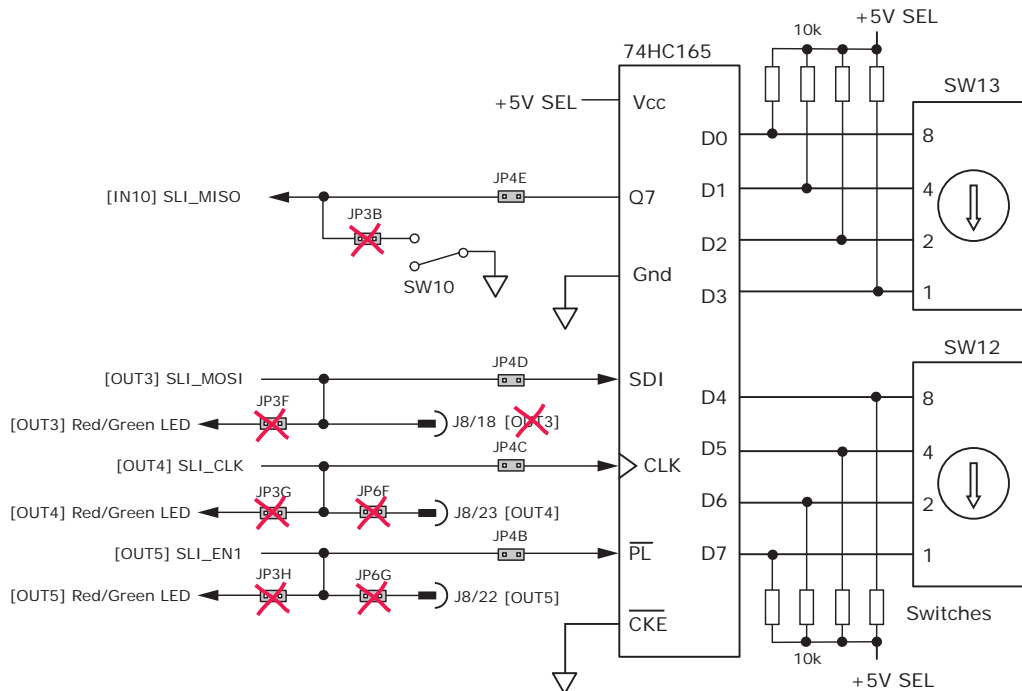 +5V SEL
10k
74HC165
SW13
+5V SEL
Vcc
D0
8
[IN10] SLI_MISO
JP4E
Q7
D1
4
JP3B
D2
2
SW10
Gnd
D3
1
SW12
[OUT3] SLI_MOSI
JP4D
SDI
D4
8
JP3F
[OUT3] Red/Green LED
J8/18 [OUT3]
JP4C
D5
4
[OUT4] SLI_CLK
CLK
JP3G
JP6F
D6
2
[OUT4] Red/Green LED
J8/23 [OUT4]
JP4B
[OUT5] SLI_EN1
PL
D7
1
JP3H
JP6G
[OUT5] Red/Green LED
J8/22 [OUT5]
Switches
CKE
10k
+5V SEL